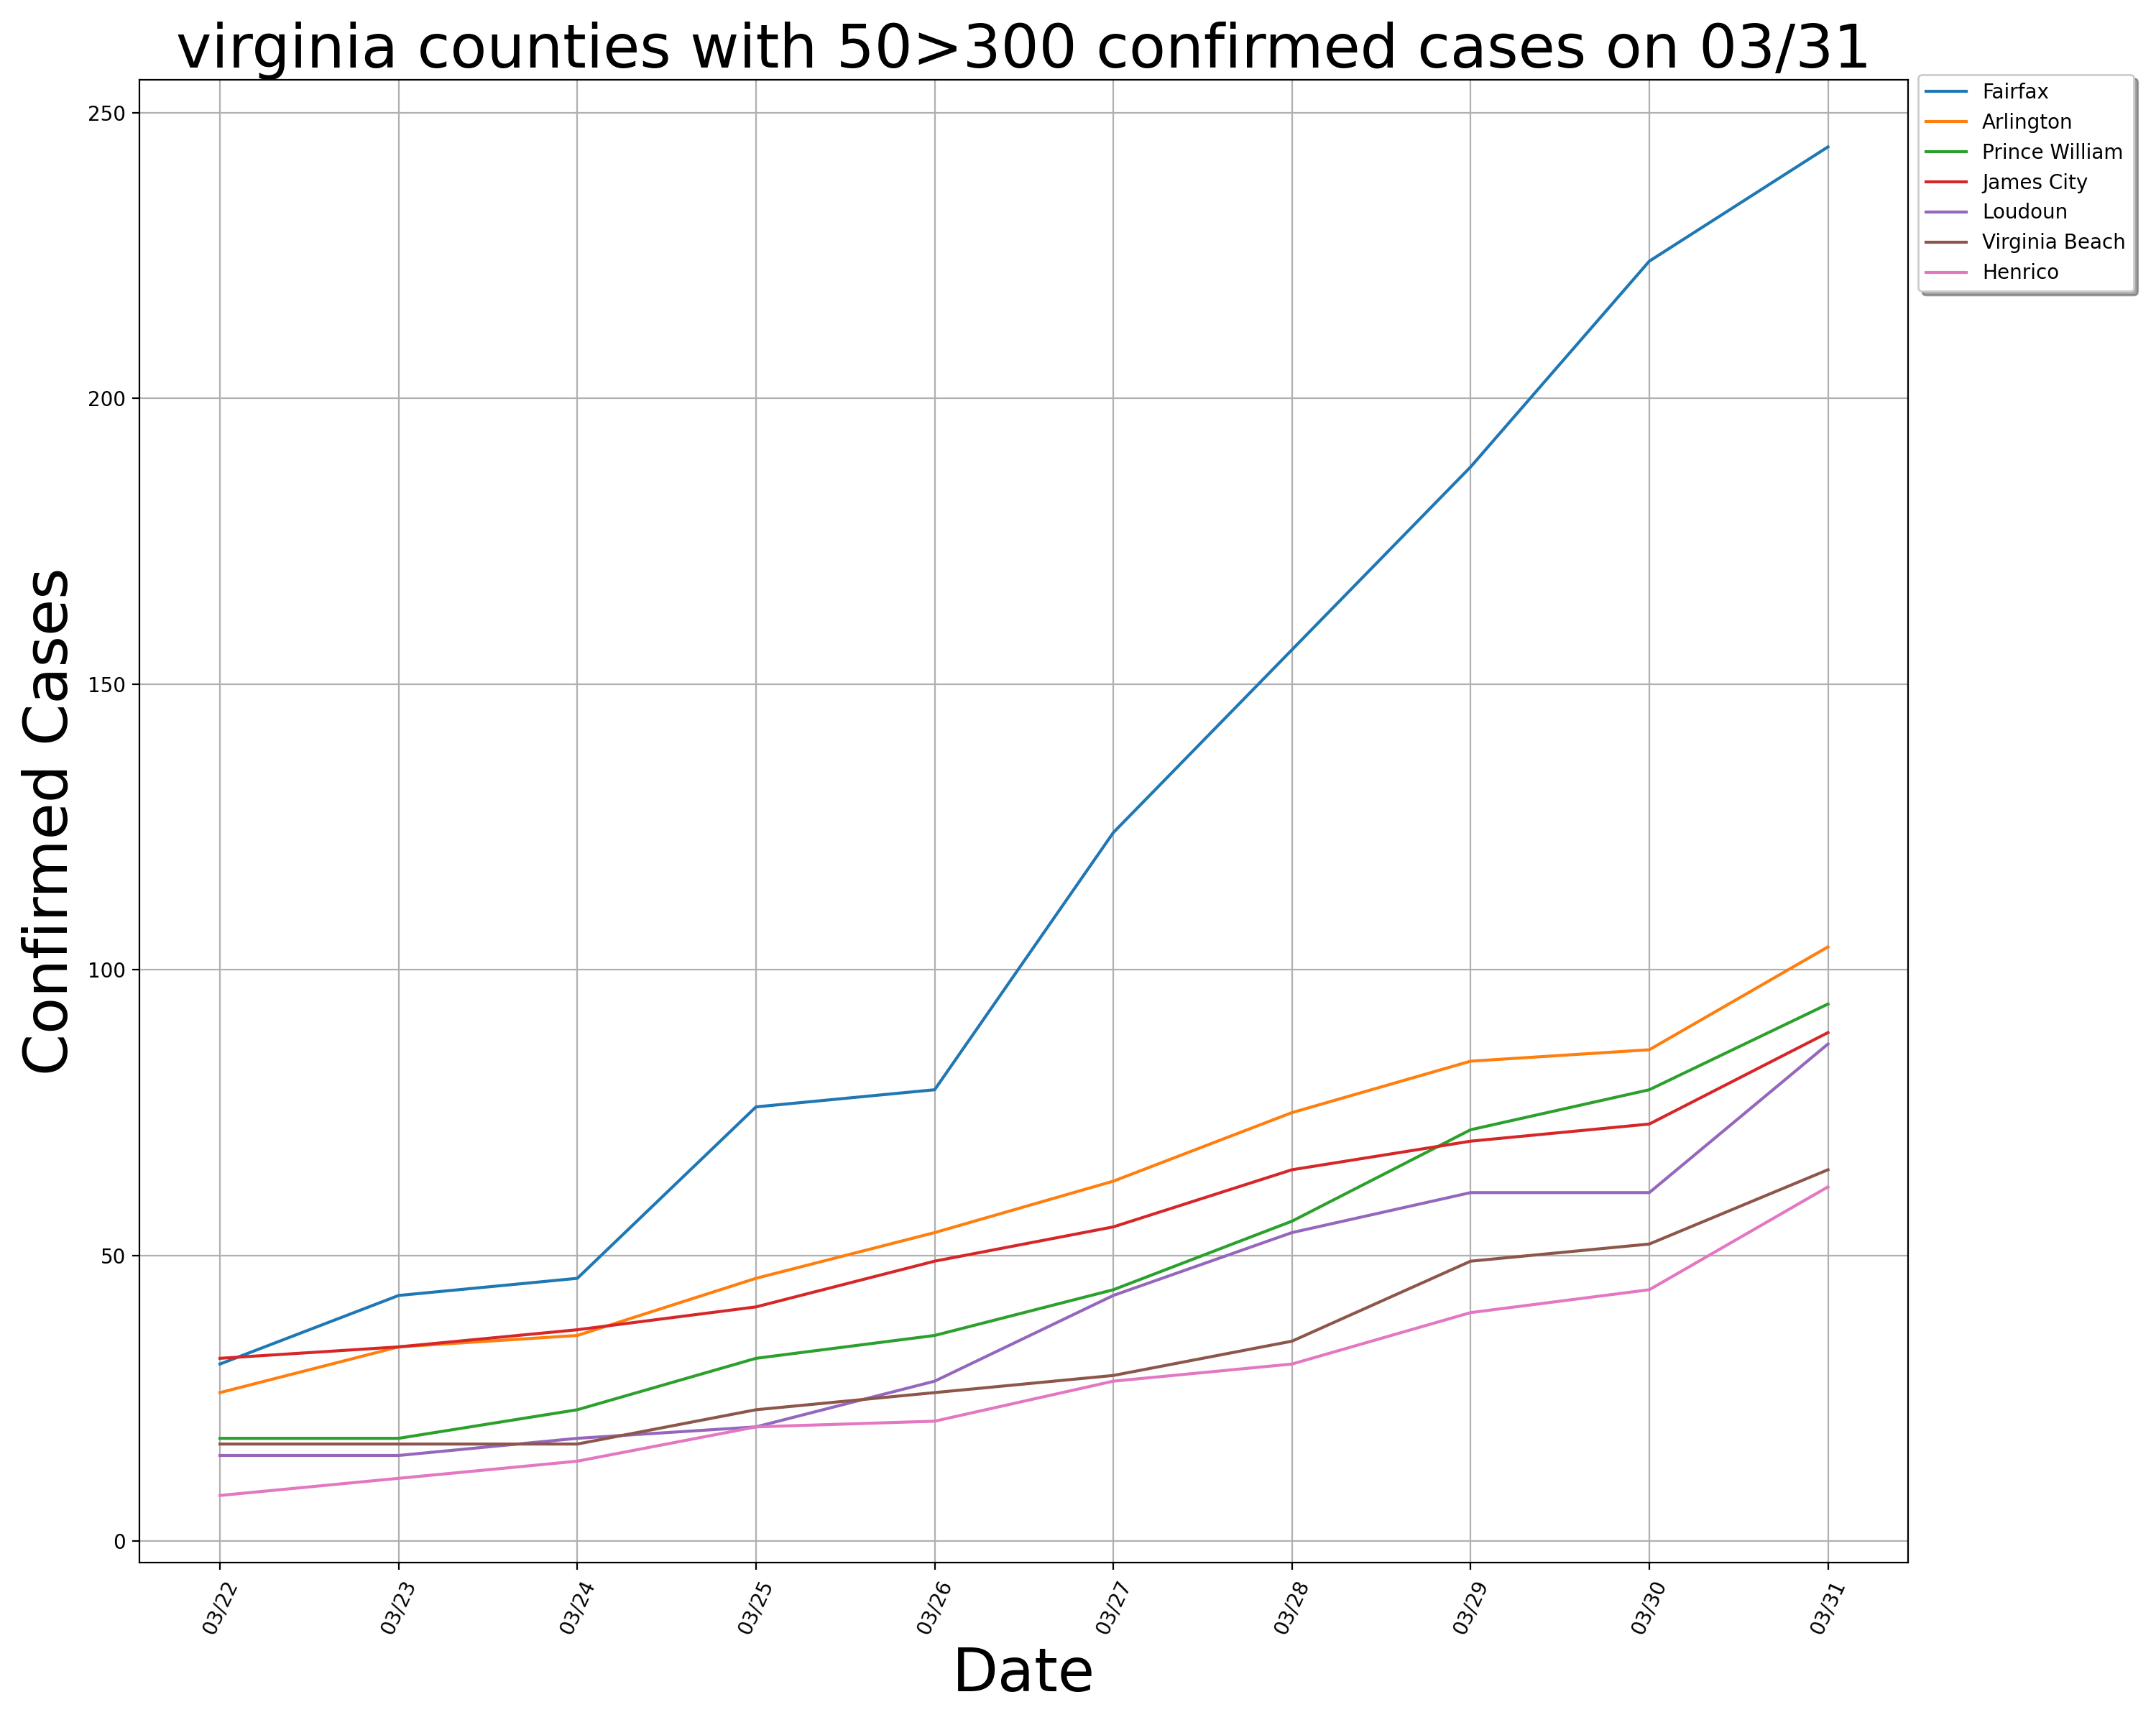 virginia counties with 50>300 confirmed cases on 03/31
Fairfax
Arlington
Prince William
James City
Loudoun
Virginia Beach
Henrico
Confirmed Cases
250
200
150
100
50
0
03/22
03/23
03/24
03/25
03/26
03/27
03/28
03/29
03/30
03/31
Date